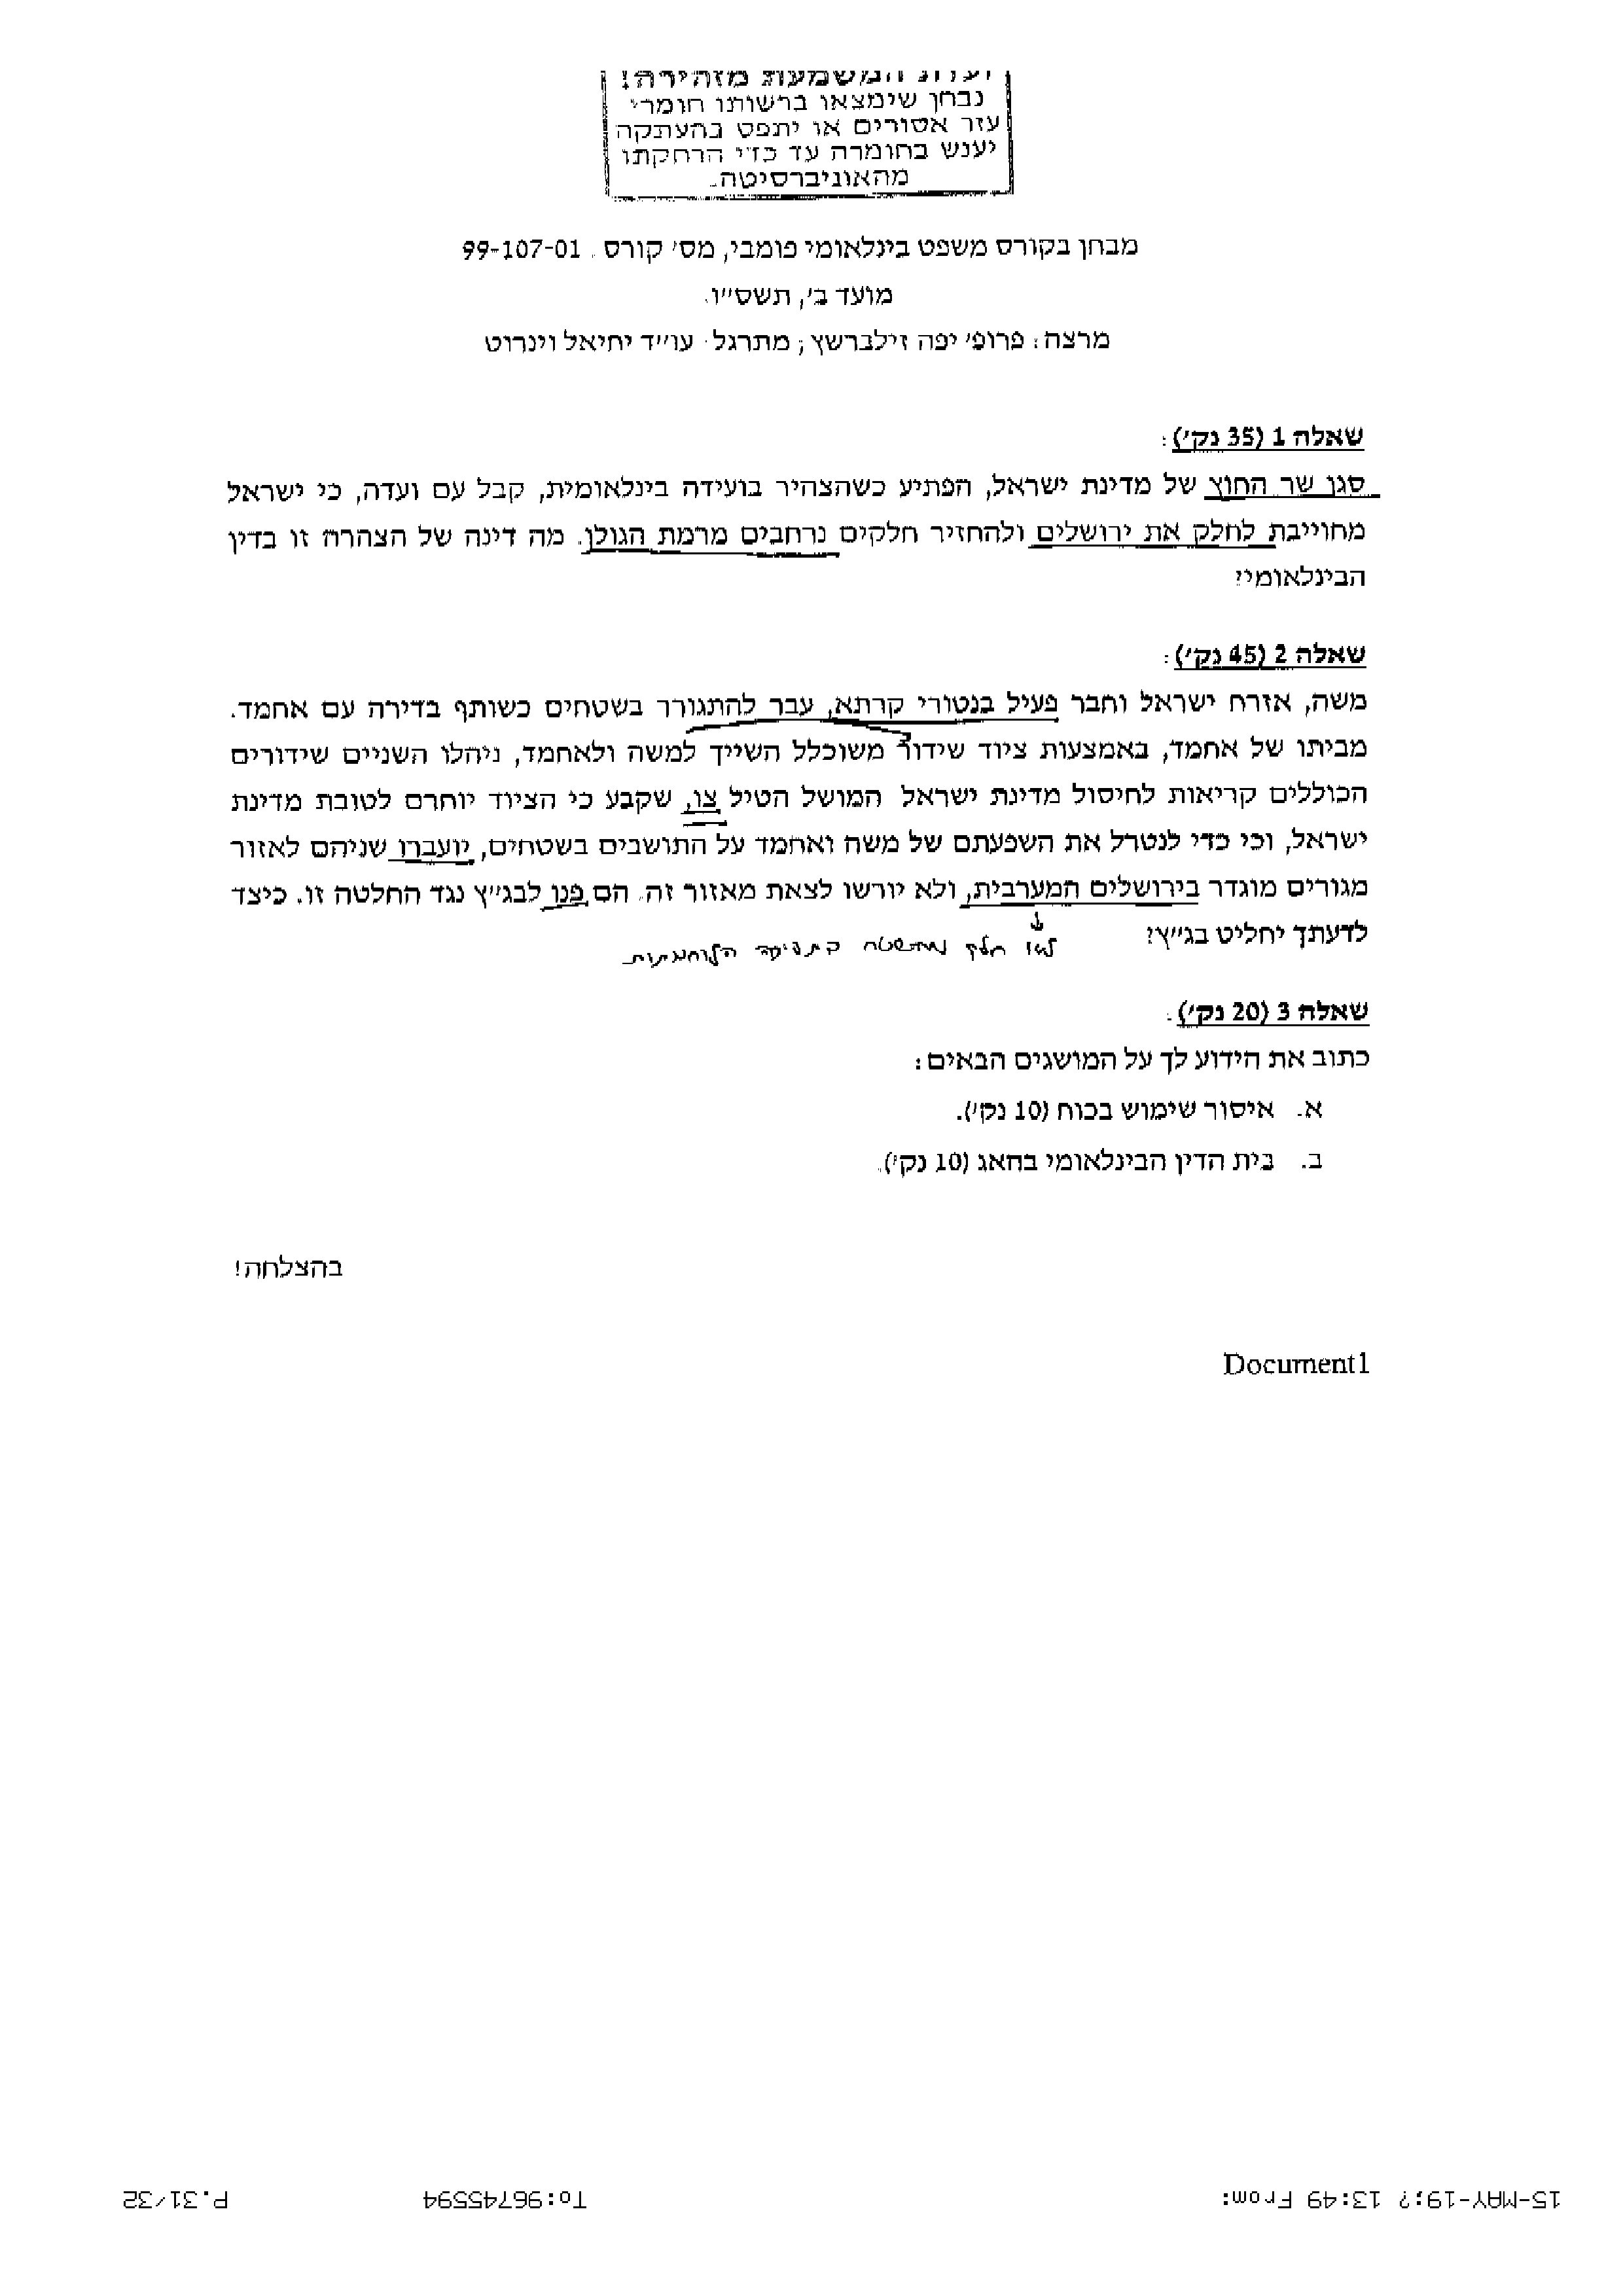 ועדת המשמעת מזהירה!
נבחן שימצאו ברשותו חומרי
עזר אסורים או יתפס בהעתקה
יענש בחומרה עד כדי הרחקתו
מהאוניברסיטה.
מבחן בקורס משפט בינלאומי פומבי, מס' קורס 99-107-01
מועד ב', תשס"ו
מרצה: פרופ' יפה זילברשץ; מתרגל: עו"ד יחיאל וינרוט
שאלה 1 (35 נק'):
סגן שר החוץ של מדינת ישראל, הפתיע כשהצהיר בועידה בינלאומית, קבל עם ועדה, כי ישראל
מחוייבת לחלק את ירושלים ולהחזיר חלקים נרחבים מרמת הגולן. מה דינה של הצהרה זו בדין
הבינלאומי?
שאלה 2 (45 נק'):
משה, אזרח ישראל וחבר פעיל בנטורי קרתא, עבר להתגורר בשטחים כשותף בדירה עם אחמד.
מביתו של אחמד, באמצעות ציוד שידור משוכלל השייך למשה ולאחמד, ניהלו השניים שידורים
הכוללים קריאות לחיסול מדינת ישראל המושל הטיל צו, שקבע כי הציוד יוחרם לטובת מדינת
ישראל, וכי כדי לנטרל את השפעתם של משה ואחמד על התושבים בשטחים, יועברו שניהם לאזור
מגורים מוגדר בירושלים המערבית, ולא יורשו לצאת מאזור זה. הם פנו לבג"ץ נגד החלטה זו. כיצד
לדעתך יחליט בג"ץ?
לא חלק משטח התפיסה הלוחמתית
שאלה 3 (20 נק'):
כתוב את הידוע לך על המושגים הבאים:
א. איסור שימוש בכוח (10 נק').
ב. בית הדין הבינלאומי בהאג (10 נק').
בהצלחה!
Document1
15-MAY-19;? 13:49 From: To:96745594 P.31/32